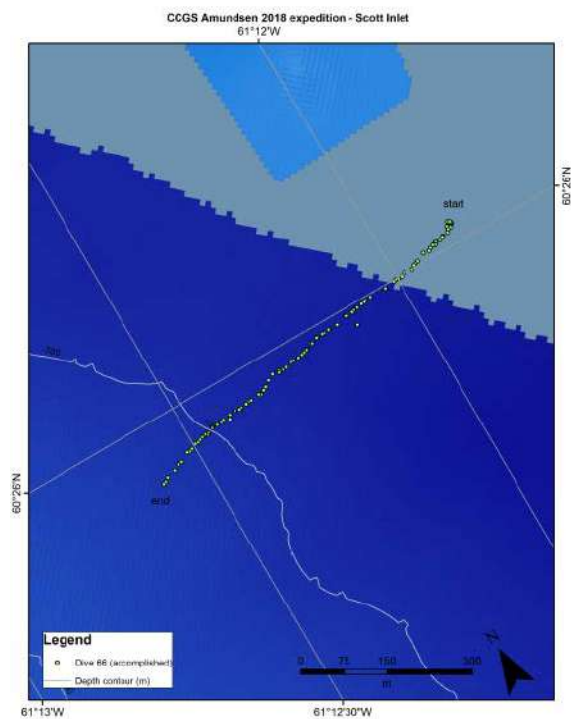 CCGS Amundsen 2018 expedition - Scott Inlet
61°12'W
60°26'N
start
end
60°26'N
Legend
Dive 66 (accomplished)
Depth contour (m)
N
0 75 150 300
m
61°13'W
61°12'30"W